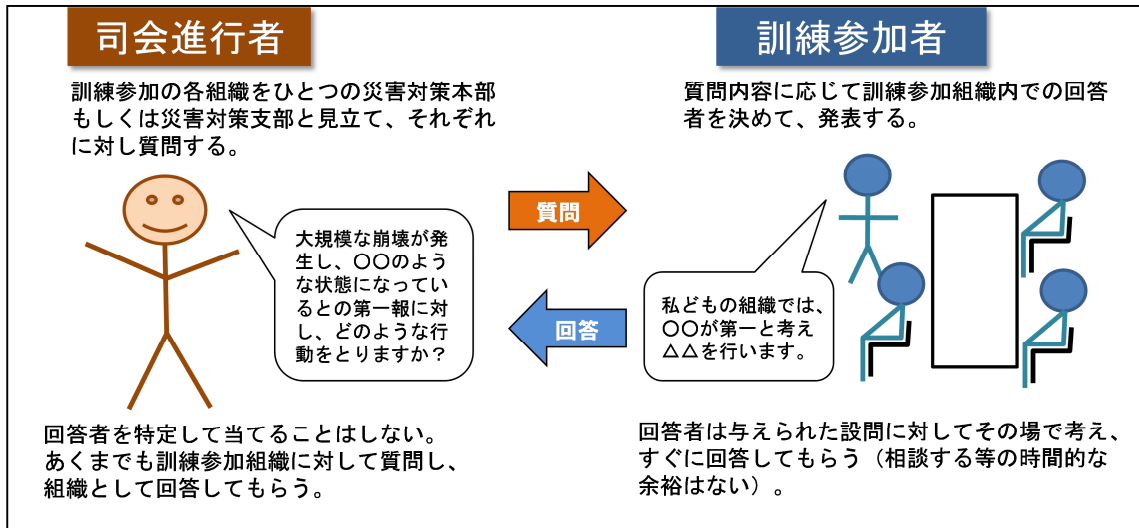 司会進行者
訓練参加の各組織をひとつの災害対策本部
もしくは災害対策支部と見立て、それぞれ
に対し質問する。
大規模な崩壊が発
生し、〇〇のよう
な状態になってい
るとの第一報に対
し、どのような行
動をとりますか？
回答者を特定して当てることはしない。
あくまでも訓練参加組織に対して質問し、
組織として回答してもらう。
質問
回答
訓練参加者
質問内容に応じて訓練参加組織内での回答
者を決めて、発表する。
私どもの組織では、
〇〇が第一と考え
△△を行います。
回答者は与えられた設問に対してその場で考え、
すぐに回答してもらう（相談する等の時間的な
余裕はない）。